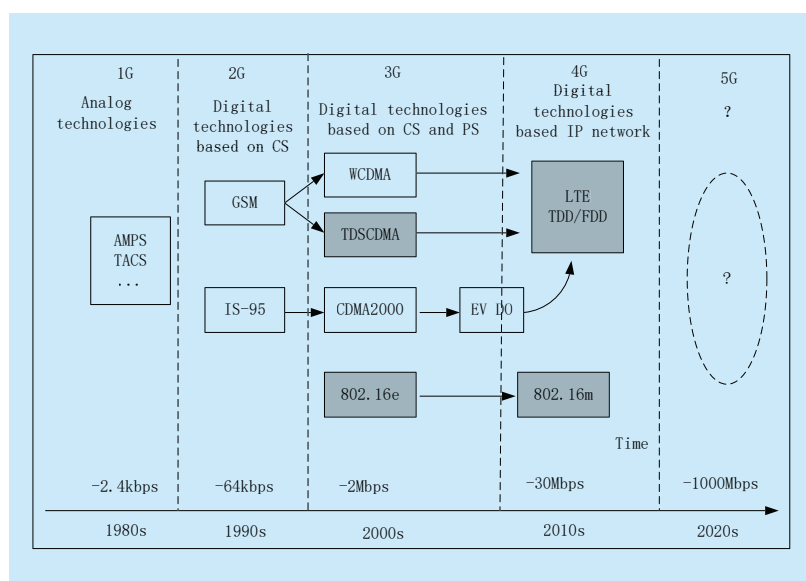 1G
Analog
technologies
2G
Digital
technologies
based on CS
3G
Digital technologies
based on CS and PS
4G
Digital
technologies
based IP network
5G
?
AMPS
TACS
...
GSM
IS-95
WCDMA
TDSCDMA
CDMA2000
EV DO
802.16e
LTE
TDD/FDD
802.16m
?
Time
-2.4kbps
-64kbps
-2Mbps
-30Mbps
-1000Mbps
1980s
1990s
2000s
2010s
2020s